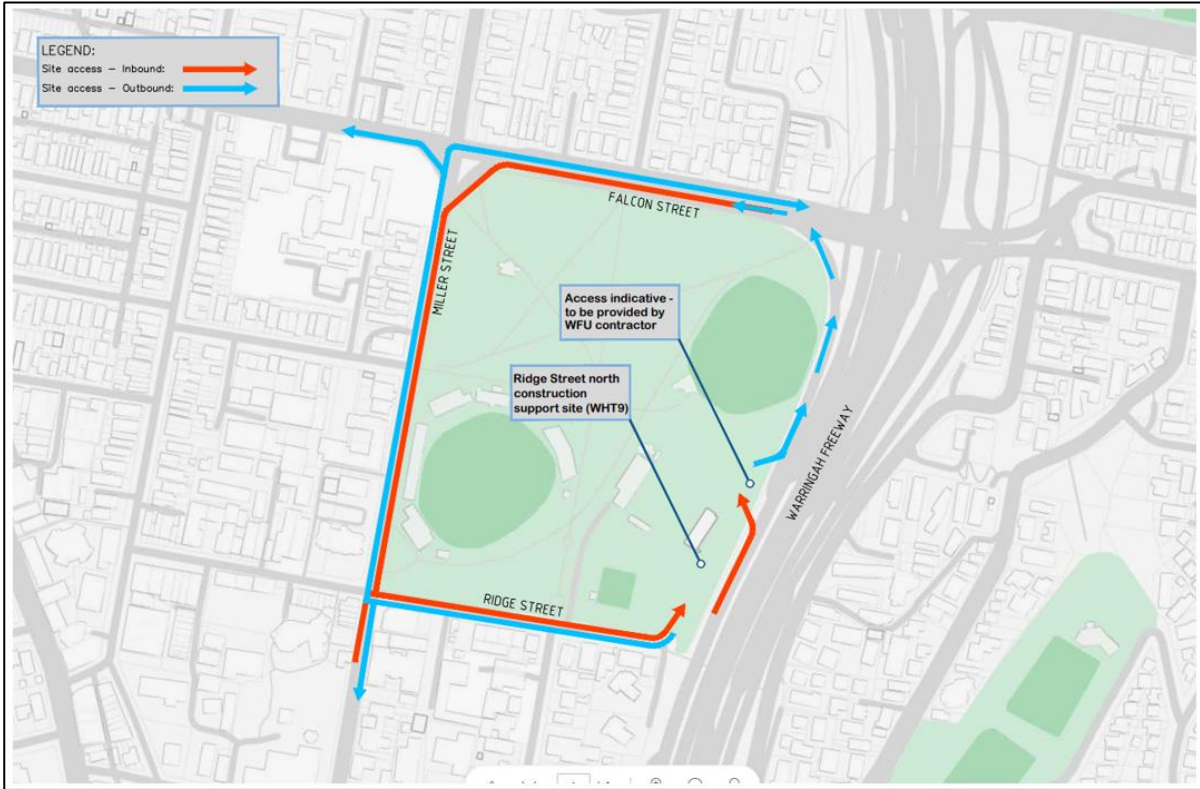 LEGEND:
Site access – Inbound:
Site access – Outbound:
FALCON STREET
MILLER STREET
Access indicative -
to be provided by
WFU contractor
Ridge Street north
construction
support site (WHT9)
WARRINGAH FREEWAY
RIDGE STREET